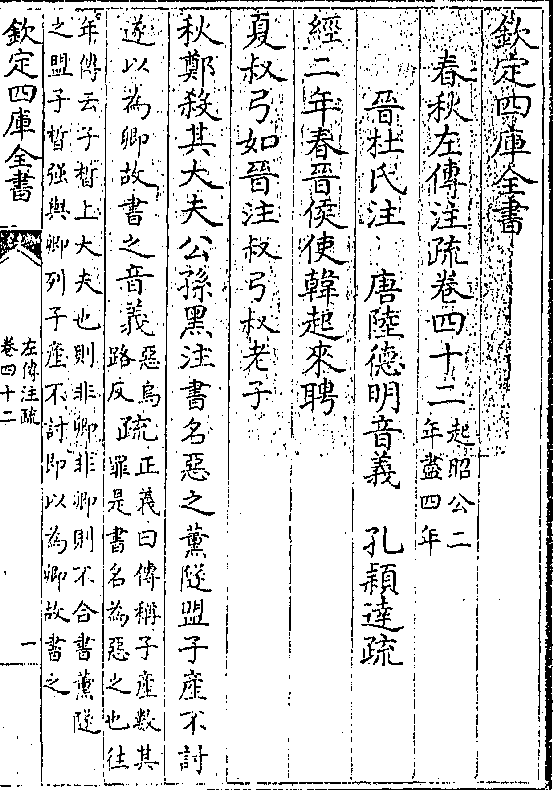 欽定四庫全書
春秋左傳注疏卷四十二
起昭公二
年盡四年
晉杜氏注 唐陸德明音義 孔穎達疏
經二年春晉侯使韓起來聘
夏叔弓如晉注叔弓叔老子
秋鄭殺其大夫公孫黑注書名惡之薰隧盟子產不討
遂以為卿故書之音義
惡烏
路反
疏
正義曰傳稱子產數其
罪是書名為惡之也往
年傳云子晳上大夫也則非卿非卿則不合書薰隧
之盟子晳强與卿列子產不討即以為卿故書之
欽定四庫全書
左傳注疏
卷四十二
一